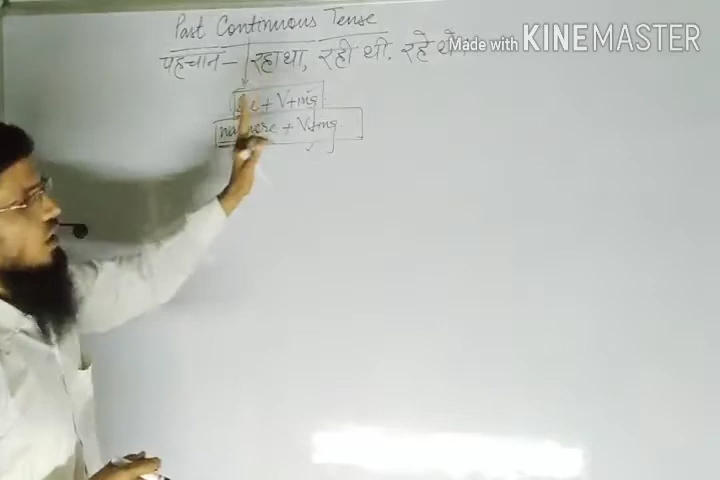 Past Continuous Tense
पहचान - रहा था, रही थी. रहे थे
Made with KINEMASTER
+ V+ing
+ V+ing